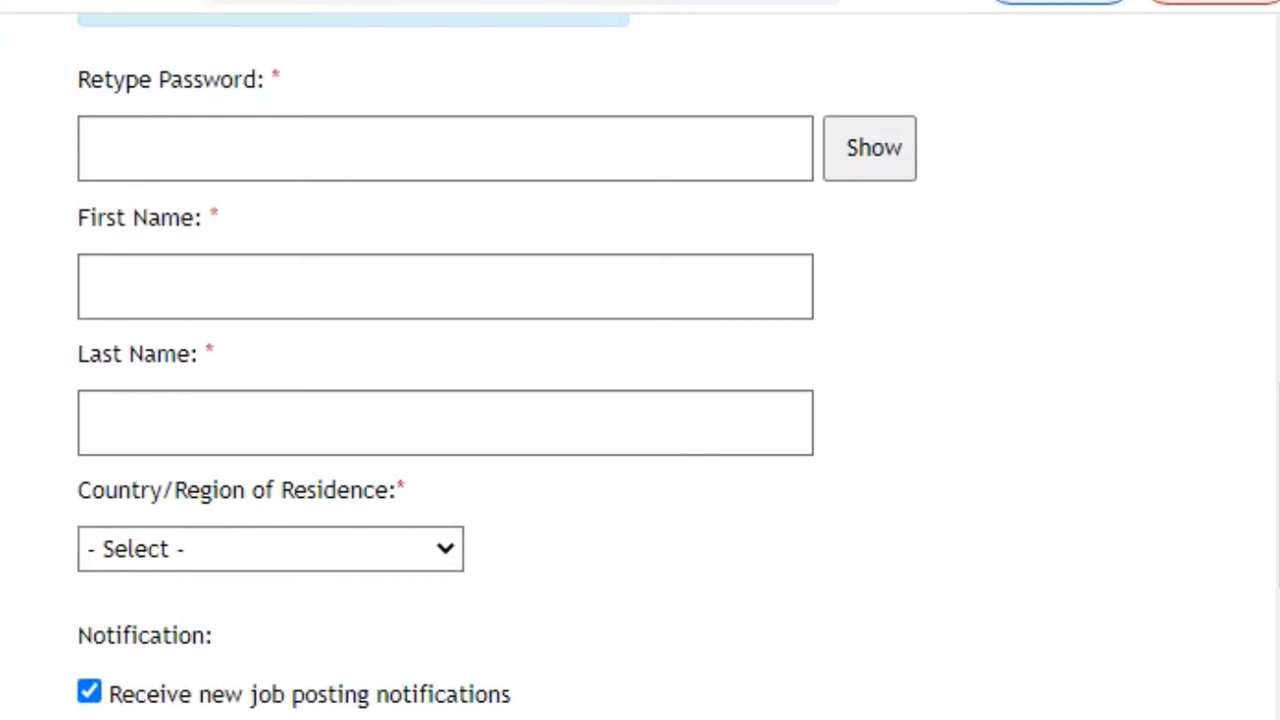 Retype Password: *
Show
First Name: *
Last Name: *
Country/Region of Residence:*
- Select -
Notification:
Receive new job posting notifications